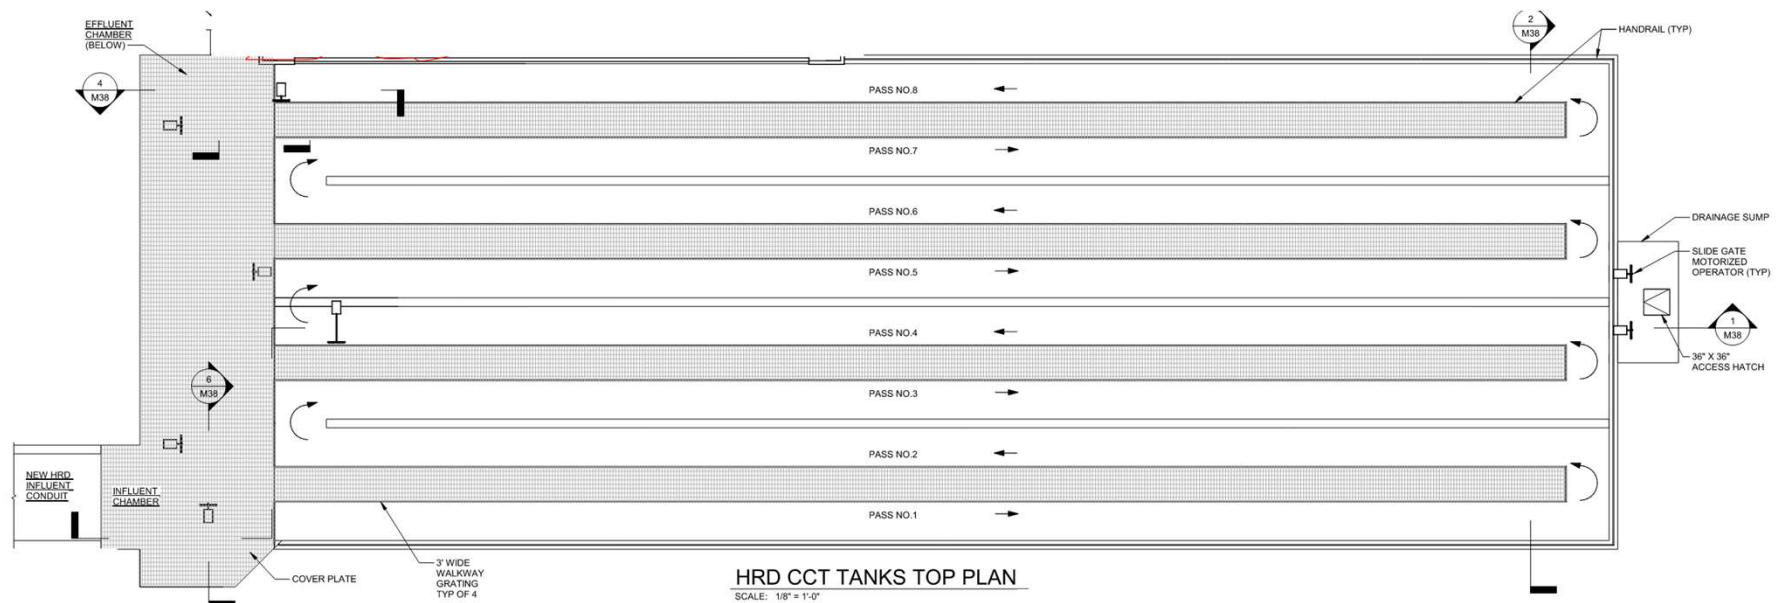 EFFLUENT
CHAMBER
(BELOW)
4
M38
2
M38
HANDRAIL (TYP)
PASS NO.8
PASS NO.7
PASS NO.6
PASS NO.5
PASS NO.4
PASS NO.3
PASS NO.2
PASS NO.1
DRAINAGE SUMP
SLIDE GATE
MOTORIZED
OPERATOR (TYP)
1
M38
36" X 36"
ACCESS HATCH
6
M38
NEW HRD
INFLUENT
CONDUIT
INFLUENT
CHAMBER
COVER PLATE
3' WIDE
WALKWAY
GRATING
TYP OF 4
HRD CCT TANKS TOP PLAN
SCALE: 1/8" = 1'-0"